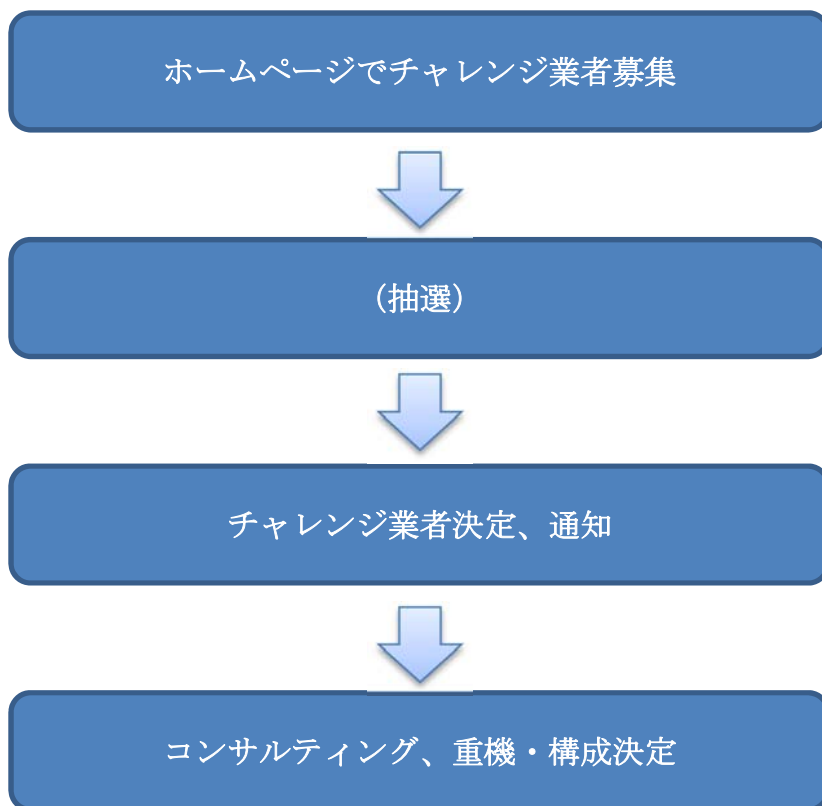 ホームページでチャレンジ業者募集
（抽選）
チャレンジ業者決定、通知
コンサルティング、重機・構成決定